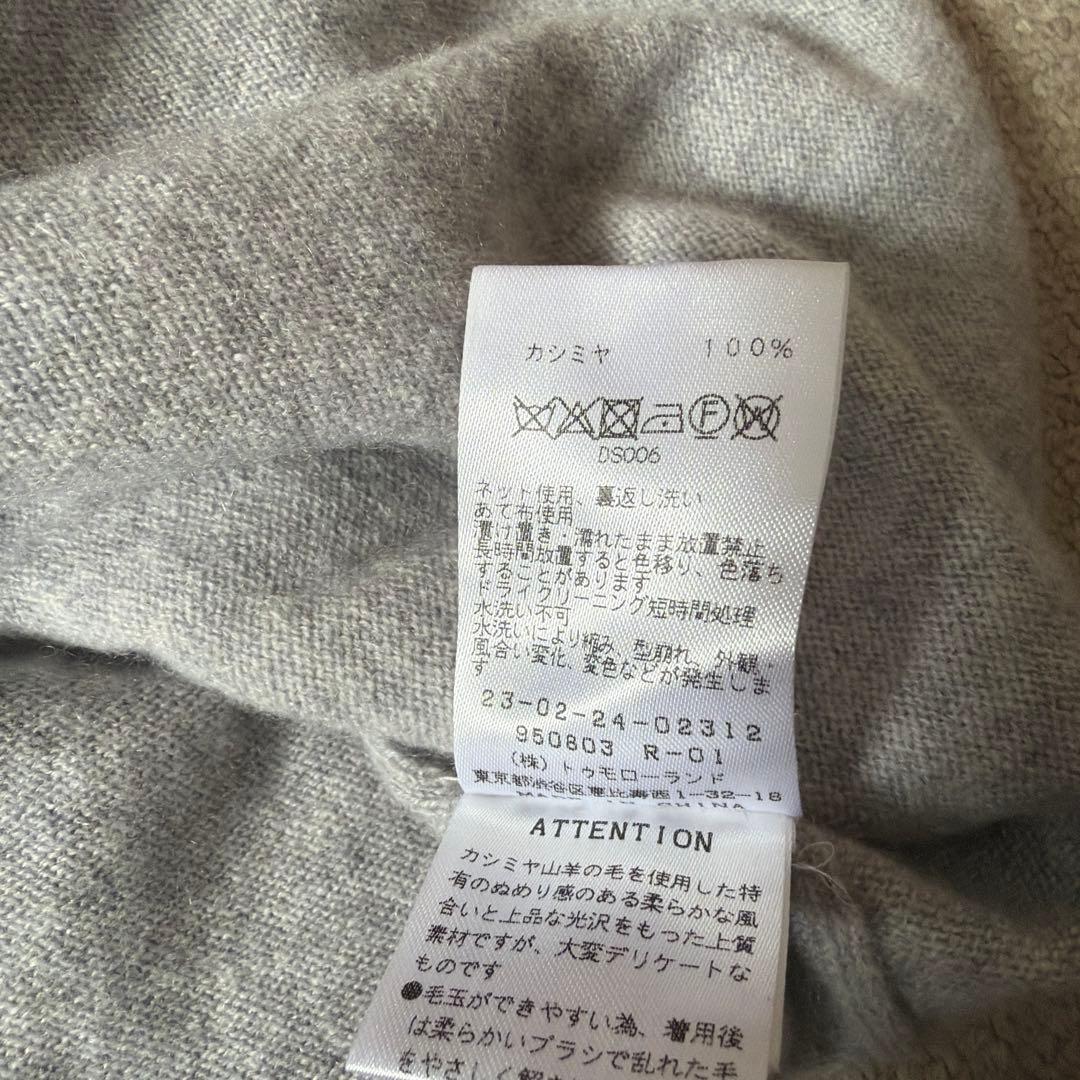 カシミヤ 100%
F W
DS006
ネット使用、裏返し洗い
あて布使用
漬け置き・濡れたまま放置禁止
長時間放置すると色移り、色落ち
することがあります
ドライクリーニング短時間処理
水洗い不可
水洗いにより縮み、型崩れ、外観・
風合い変化、変色などが発生しま
す
23-02-24-02312
950803 R-01
(株)トゥモローランド
東京都渋谷区恵比寿西1-32-18
MADE IN CHINA
ATTENTION
カシミヤ山羊の毛を使用した特
有のぬめり感のある柔らかな風
合いと上品な光沢をもった上質
素材ですが、大変デリケートな
ものです
●毛玉ができやすい為、着用後
は柔らかいブラシで乱れた毛
をやさしく解